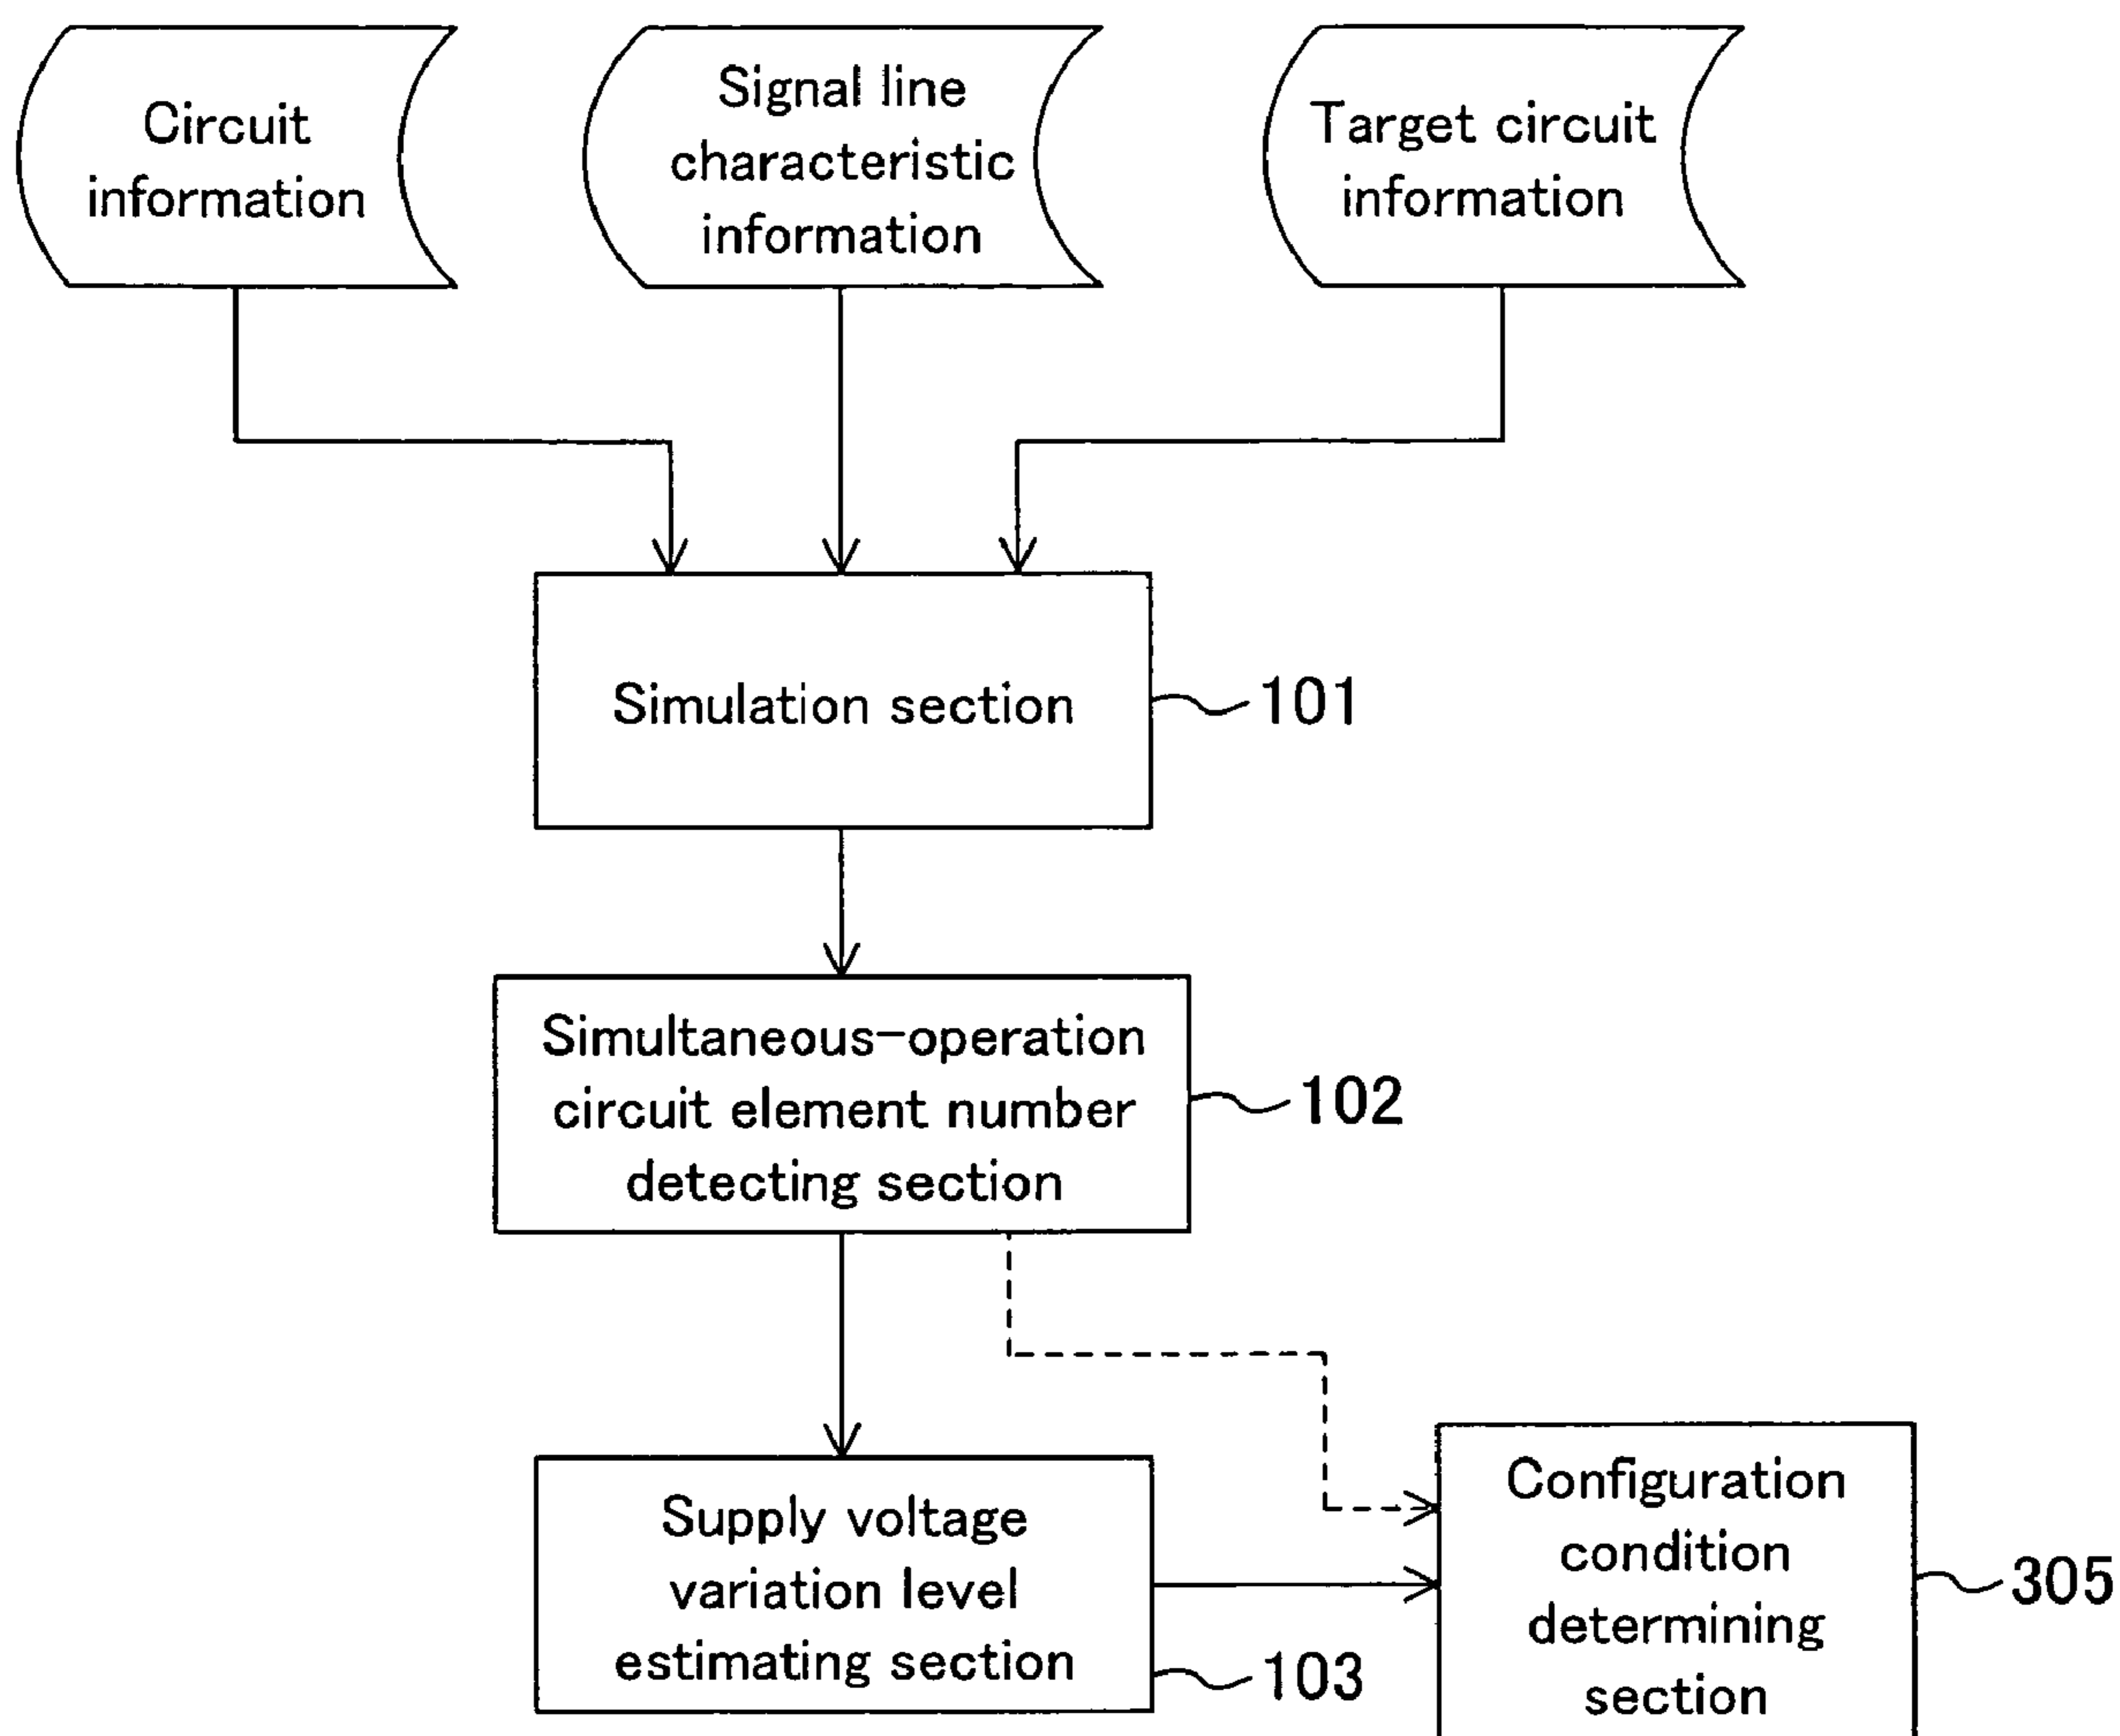 Circuit
information
Signal line
characteristic
information
Target circuit
information
Simulation section
101
Simultaneous-operation
circuit element number
detecting section
102
Supply voltage
variation level
estimating section
103
Configuration
condition
determining
section
305